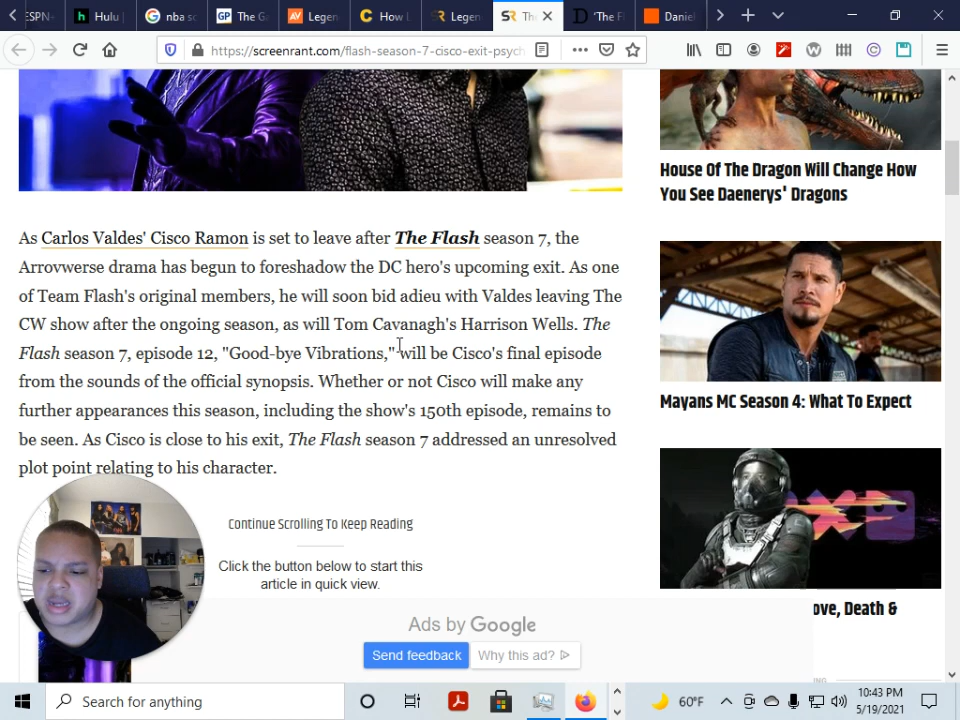 ESPN-
Hulu |
nba sc
The G
Legen
How L
Legen
The
'The F
Daniel
https://screenrant.com/flash-season-7-cisco-exit-psych
House Of The Dragon Will Change How
You See Daenerys' Dragons
As Carlos Valdes' Cisco Ramon is set to leave after The Flash season 7, the
Arrovwerse drama has begun to foreshadow the DC hero's upcoming exit. As one
of Team Flash's original members, he will soon bid adieu with Valdes leaving The
CW show after the ongoing season, as will Tom Cavanagh's Harrison Wells. The
Flash season 7, episode 12, "Good-bye Vibrations," will be Cisco's final episode
from the sounds of the official synopsis. Whether or not Cisco will make any
further appearances this season, including the show's 150th episode, remains to
be seen. As Cisco is close to his exit, The Flash season 7 addressed an unresolved
plot point relating to his character.
Mayans MC Season 4: What To Expect
Continue Scrolling To Keep Reading
Click the button below to start this
article in quick view.
ove, Death &
Ads by Google
Send feedback
Why this ad?
Search for anything
60°F
10:43 PM
5/19/2021